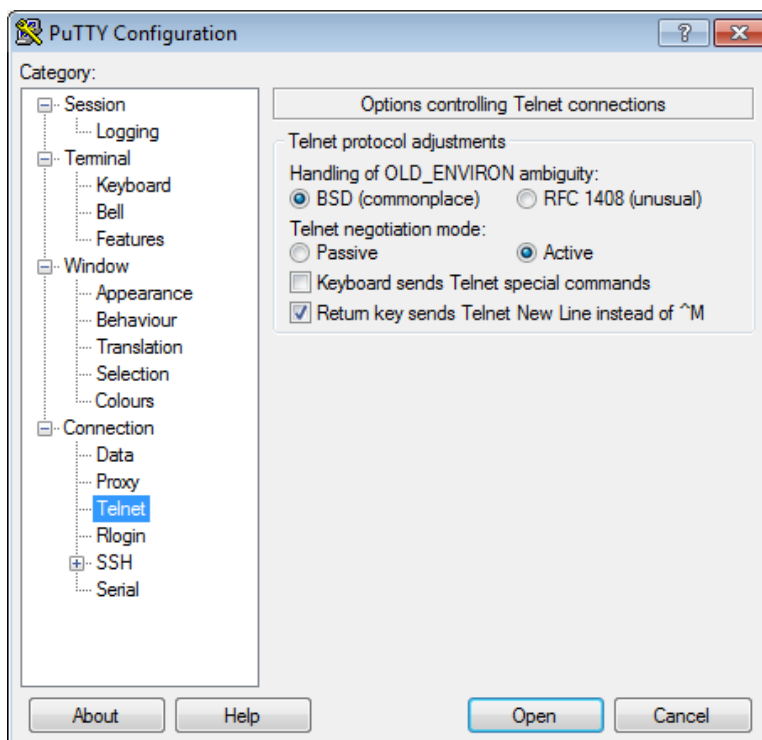 PuTTY Configuration
Category:
Session
Logging
Terminal
Keyboard
Bell
Features
Window
Appearance
Behaviour
Translation
Selection
Colours
Connection
Data
Proxy
Telnet
Rlogin
SSH
Serial
Options controlling Telnet connections
Telnet protocol adjustments
Handling of OLD_ENVIRON ambiguity:
BSD (commonplace) RFC 1408 (unusual)
Telnet negotiation mode:
Passive Active
Keyboard sends Telnet special commands
Return key sends Telnet New Line instead of ^M
About Help Open Cancel